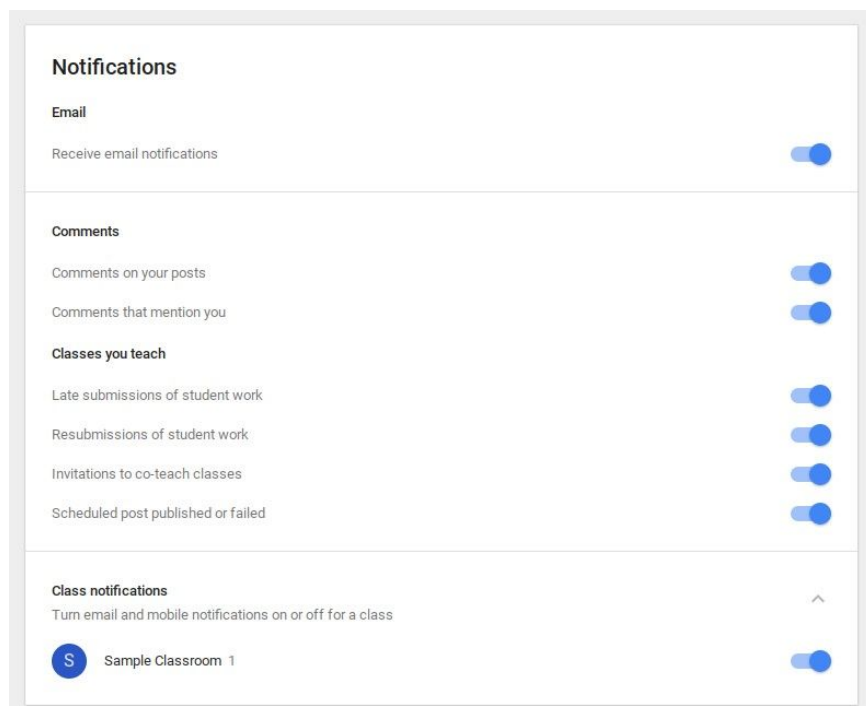 Notifications
Email
Receive email notifications
Comments
Comments on your posts
Comments that mention you
Classes you teach
Late submissions of student work
Resubmissions of student work
Invitations to co-teach classes
Scheduled post published or failed
Class notifications
Turn email and mobile notifications on or off for a class
S Sample Classroom 1